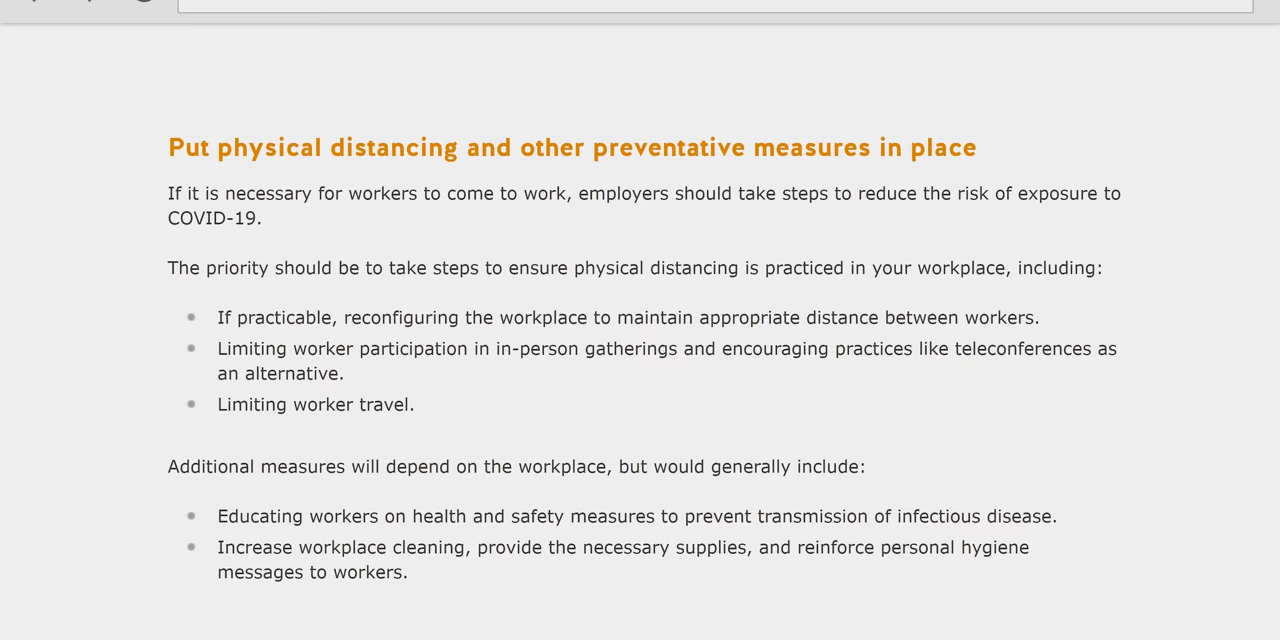 Put physical distancing and other preventative measures in place
If it is necessary for workers to come to work, employers should take steps to reduce the risk of exposure to
COVID-19.
The priority should be to take steps to ensure physical distancing is practiced in your workplace, including:
If practicable, reconfiguring the workplace to maintain appropriate distance between workers.
Limiting worker participation in in-person gatherings and encouraging practices like teleconferences as
an alternative.
Limiting worker travel.
Additional measures will depend on the workplace, but would generally include:
Educating workers on health and safety measures to prevent transmission of infectious disease.
Increase workplace cleaning, provide the necessary supplies, and reinforce personal hygiene
messages to workers.